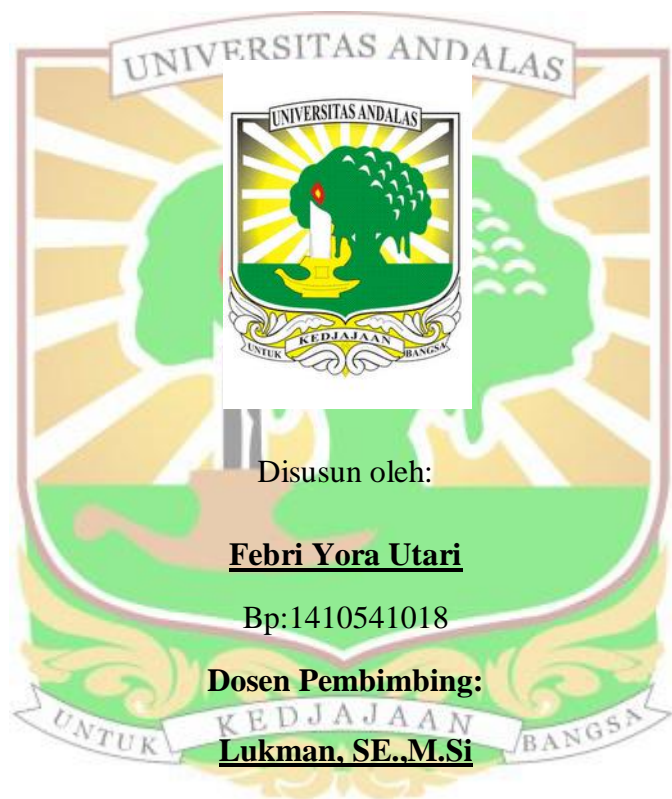 UNIVERSITAS ANDALAS
UNIVERSITAS ANDALAS
UNTUK KEDJAJAAN BANGSA
Disusun oleh:
Febri Yora Utari
Bp:1410541018
Dosen Pembimbing:
UNTUK KEDJAJAAN BANGSA
Lukman, SE.,M.Si